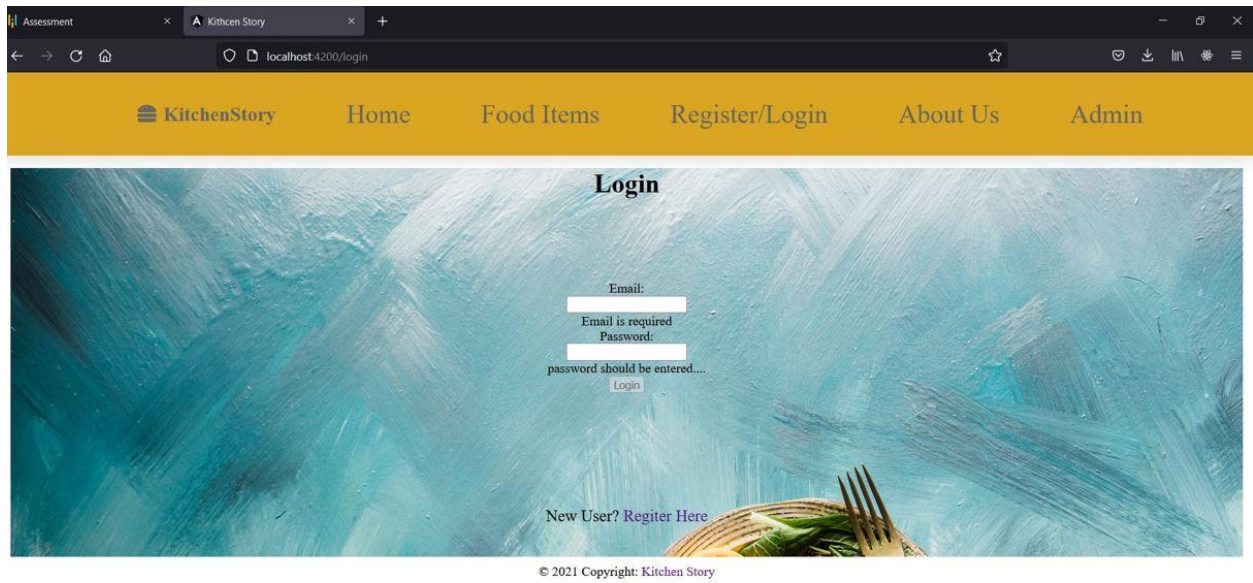 Assessment
Kithcen Story
localhost:4200/login
KitchenStory Home Food Items Register/Login About Us Admin
Login
Email:
Email is required
Password:
password should be entered....
Login
New User? Regiter Here
© 2021 Copyright: Kitchen Story